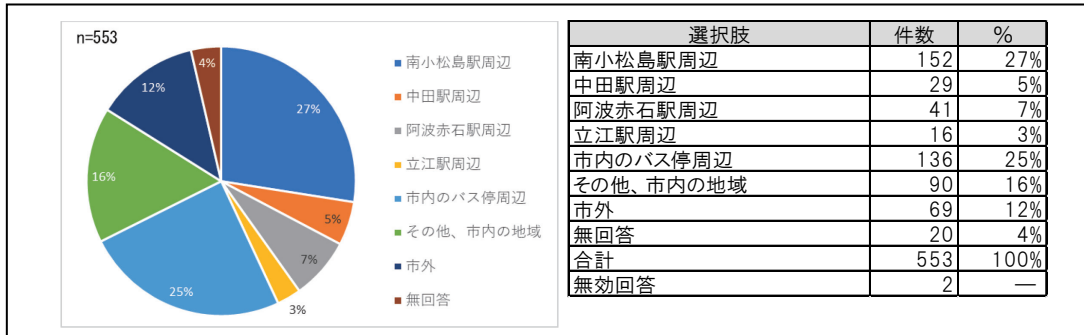 n=553
27%
5%
7%
3%
25%
16%
12%
4%
南小松島駅周辺
中田駅周辺
阿波赤石駅周辺
立江駅周辺
市内のバス停周辺
その他、市内の地域
市外
無回答
選択肢 件数 %
南小松島駅周辺 152 27%
中田駅周辺 29 5%
阿波赤石駅周辺 41 7%
立江駅周辺 16 3%
市内のバス停周辺 136 25%
その他、市内の地域 90 16%
市外 69 12%
無回答 20 4%
合計 553 100%
無効回答 2 ―